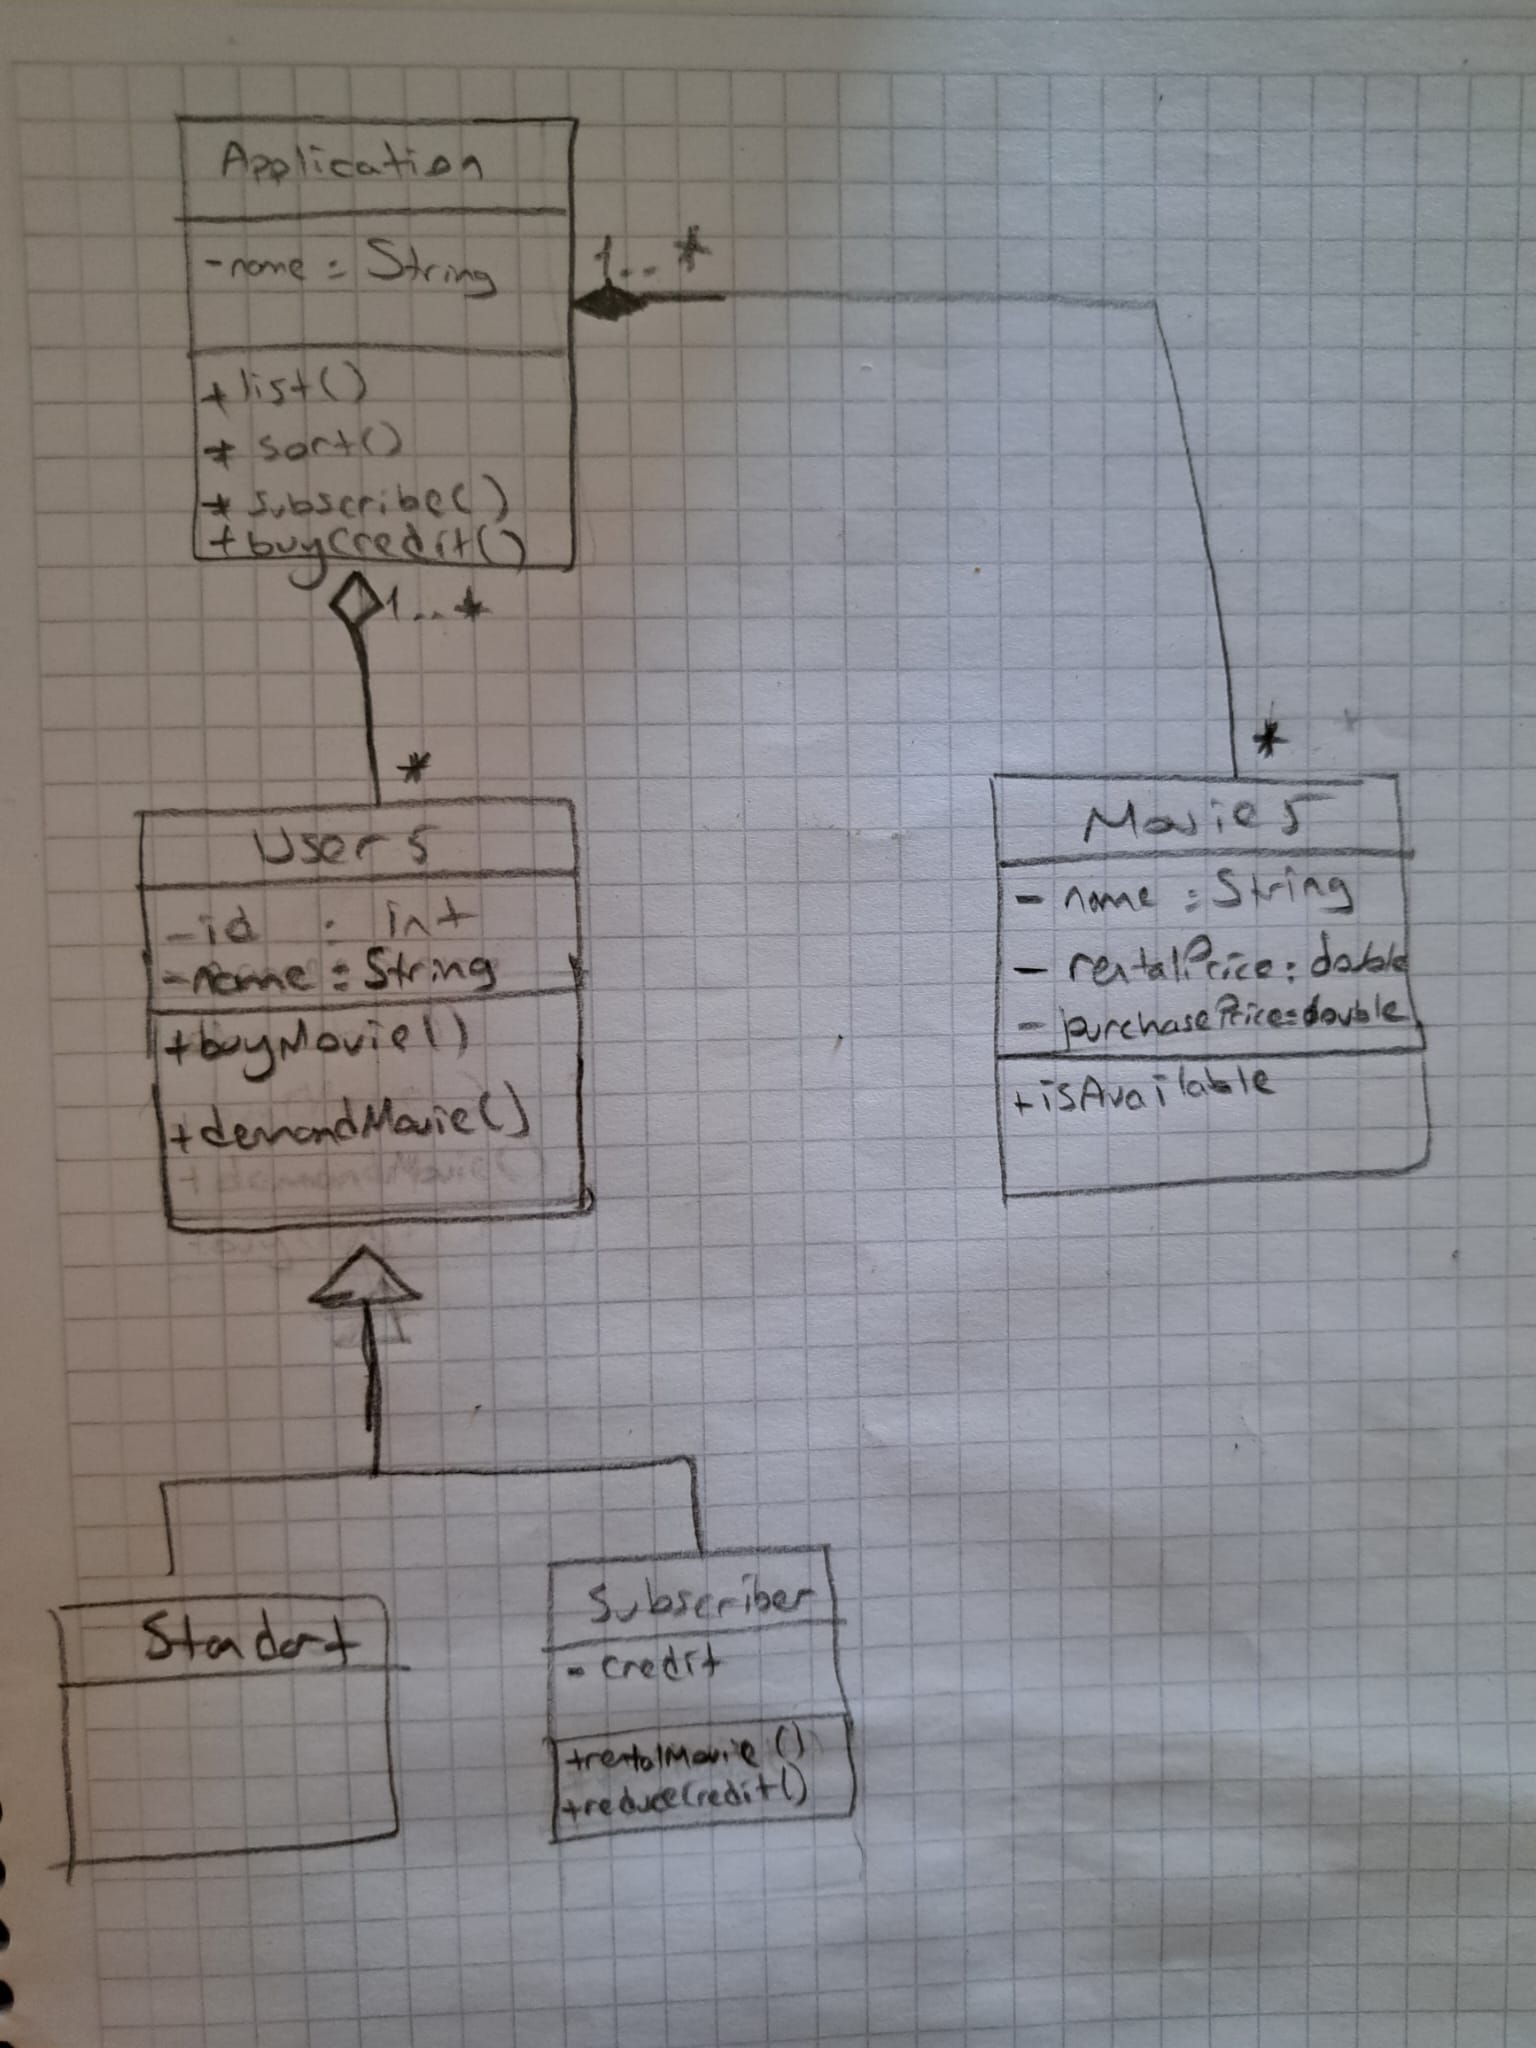 Application
-name : String
+list()
+ sort()
+ subscribe()
+buyCredit()
1..*
1..*
*
*
Users
-id : int
-name : String
+buyMovie()
+demandMovie()
Movies
- name : String
- rentalPrice : double
- purchasePrice : double
+isAvailable
Standart
Subscriber
- credit
+rentalMovie ()
+reduceCredit()